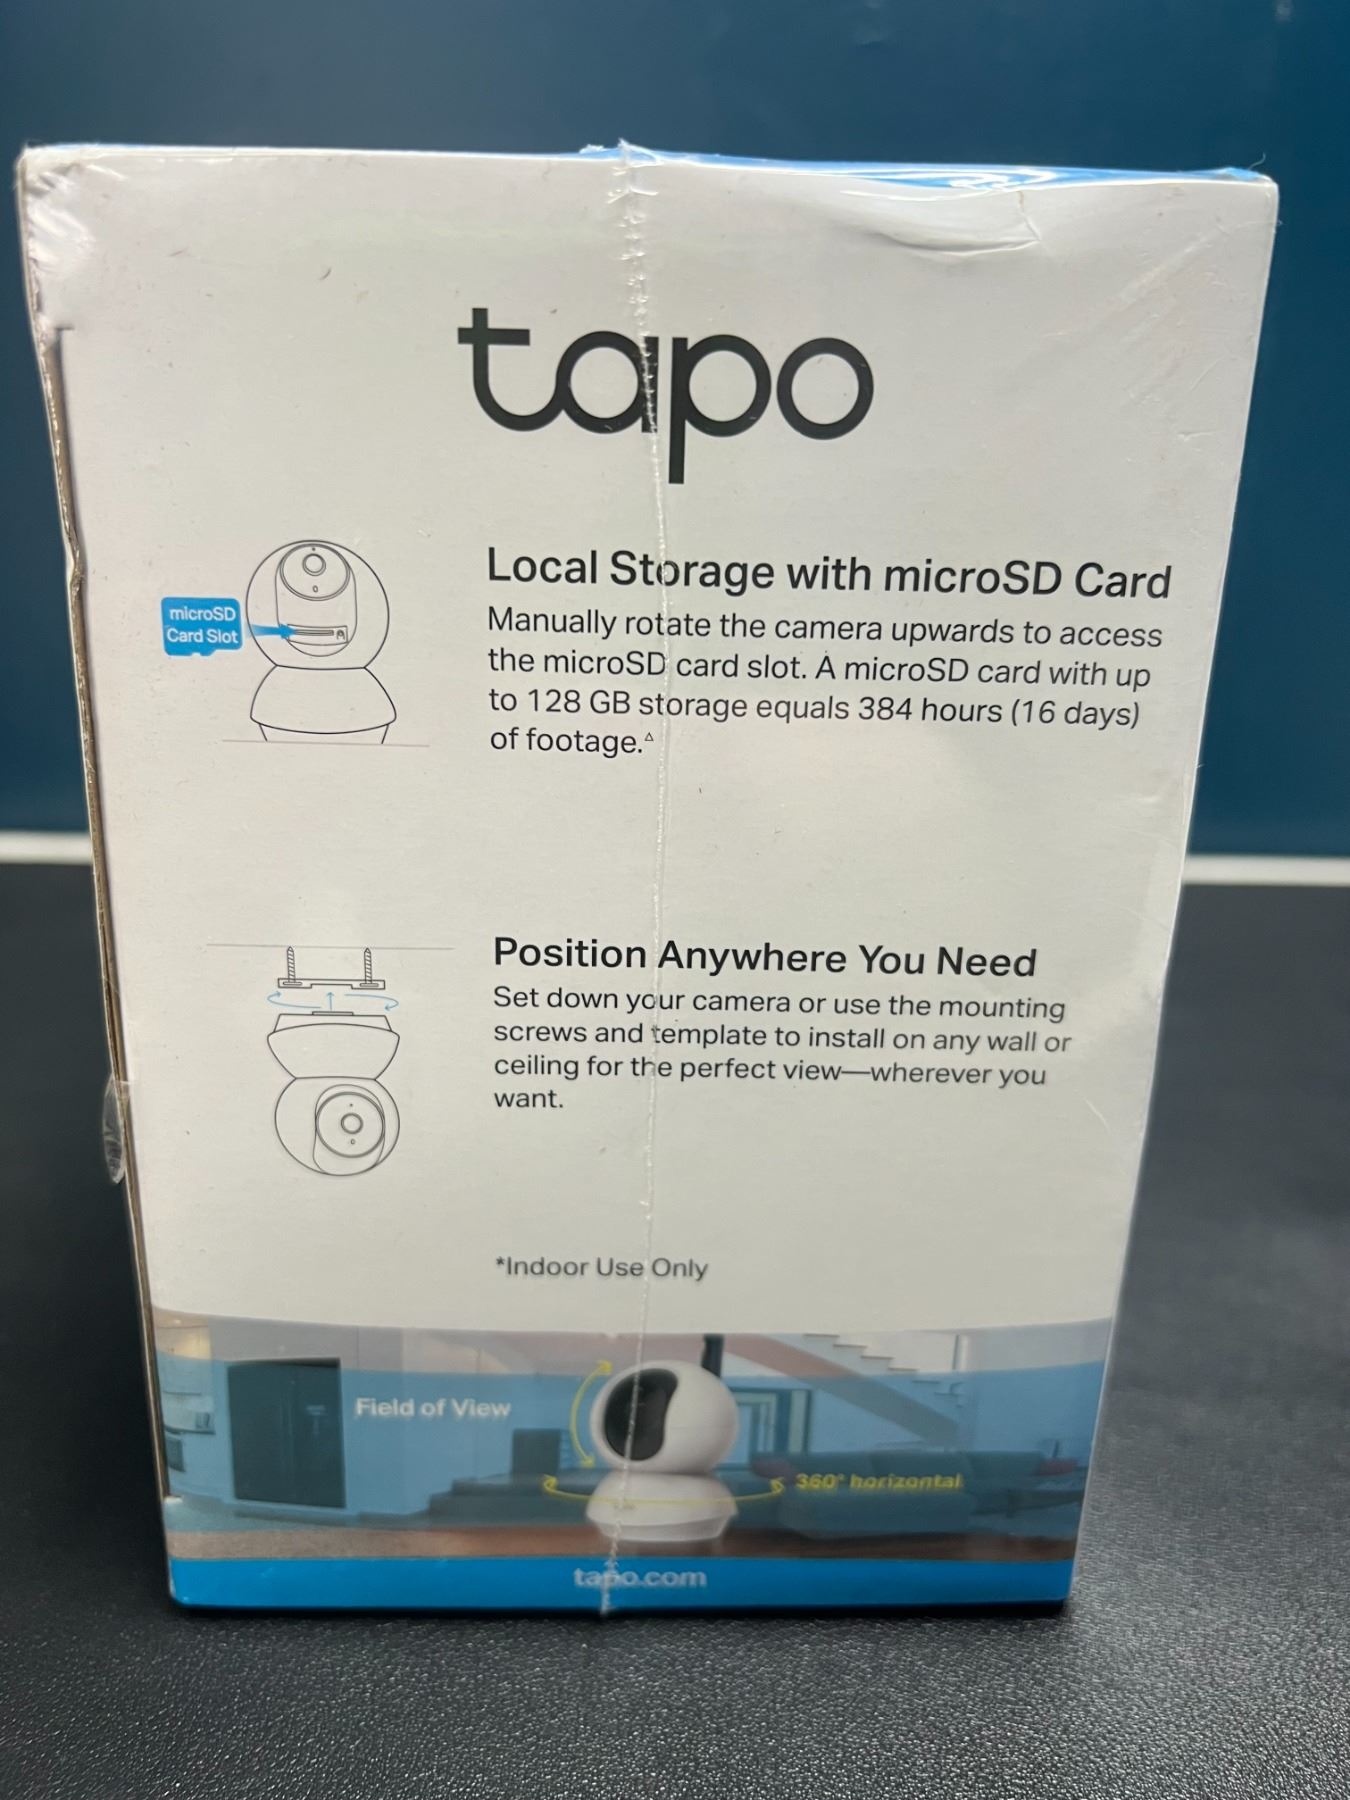 tapo
microSD
Card Slot
Local Storage with microSD Card
Manually rotate the camera upwards to access
the microSD card slot. A microSD card with up
to 128 GB storage equals 384 hours (16 days)
of footage.△
Position Anywhere You Need
Set down your camera or use the mounting
screws and template to install on any wall or
ceiling for the perfect view—wherever you
want.
*Indoor Use Only
Field of View
360° horizontal
tapo.com